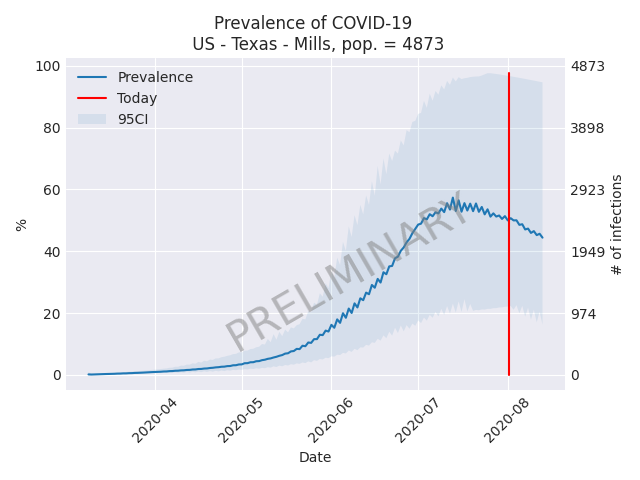 Prevalence of COVID-19
US - Texas - Mills, pop. = 4873
100
80
60
40
20
0
%
Prevalence
Today
95CI
PRELIMINARY
4873
3898
2923
1949
974
0
# of infections
2020-04
2020-05
2020-06
2020-07
2020-08
Date